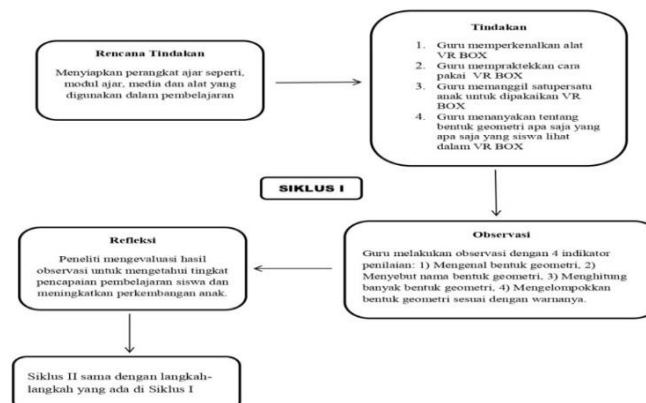 Rencana Tindakan
Menyiapkan perangkat ajar seperti,
modul ajar, media dan alat yang
digunakan dalam pembelajaran
Tindakan
1. Guru memperkenalkan alat
VR BOX
2. Guru mempraktekkan cara
pakai VR BOX
3. Guru memanggil satupersatu
anak untuk dipakaikan VR
BOX
4. Guru menanyakan tentang
bentuk geometri apa saja yang
apa saja yang siswa lihat
dalam VR BOX
SIKLUS I
Observasi
Guru melakukan observasi dengan 4 indikator
penilaian: 1) Mengenal bentuk geometri, 2)
Menyebut nama bentuk geometri, 3) Menghitung
banyak bentuk geometri, 4) Mengelompokkan
bentuk geometri sesuai dengan warnanya.
Refleksi
Peneliti mengevaluasi hasil
observasi untuk mengetahui tingkat
pencapaian pembelajaran siswa dan
meningkatkan perkembangan anak.
Siklus II sama dengan langkah-
langkah yang ada di Siklus I